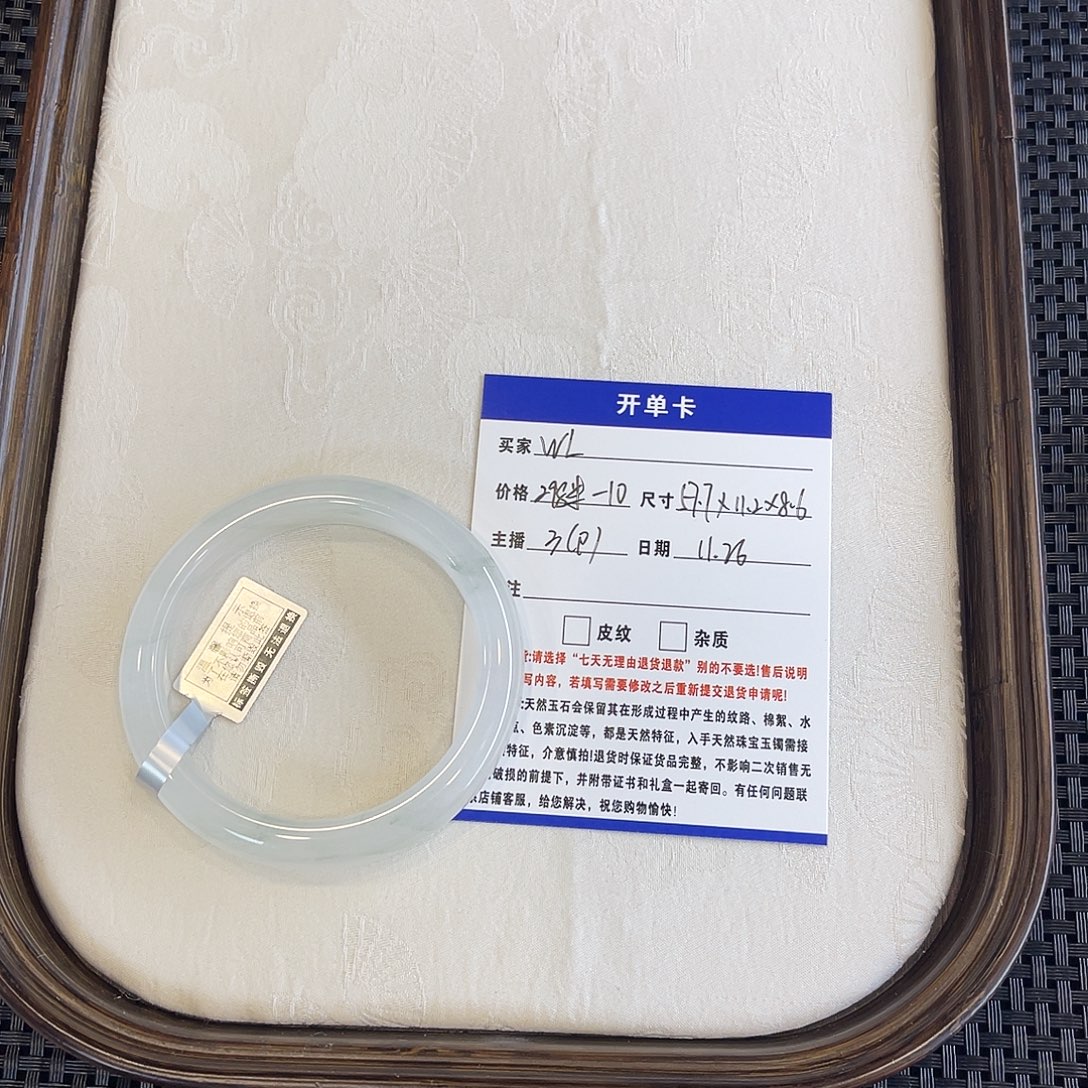 开单卡
买家 WL
价格 -10 尺寸 57.7×11.2×8.6
主播 3(P) 日期 11.26
注
皮纹 杂质
请选择“七天无理由退货退款”别的不要选!售后说明
写内容，若填写需要修改之后重新提交退货申请呢!
天然玉石会保留其在形成过程中产生的纹路、棉絮、水
、色素沉淀等，都是天然特征，入手天然珠宝玉镯需接
特征，介意慎拍!退货时保证货品完整，不影响二次销售无
破损的前提下，并附带证书和礼盒一起寄回。有任何问题联
店铺客服，给您解决，祝您购物愉快!
标签撕毁 无法退换